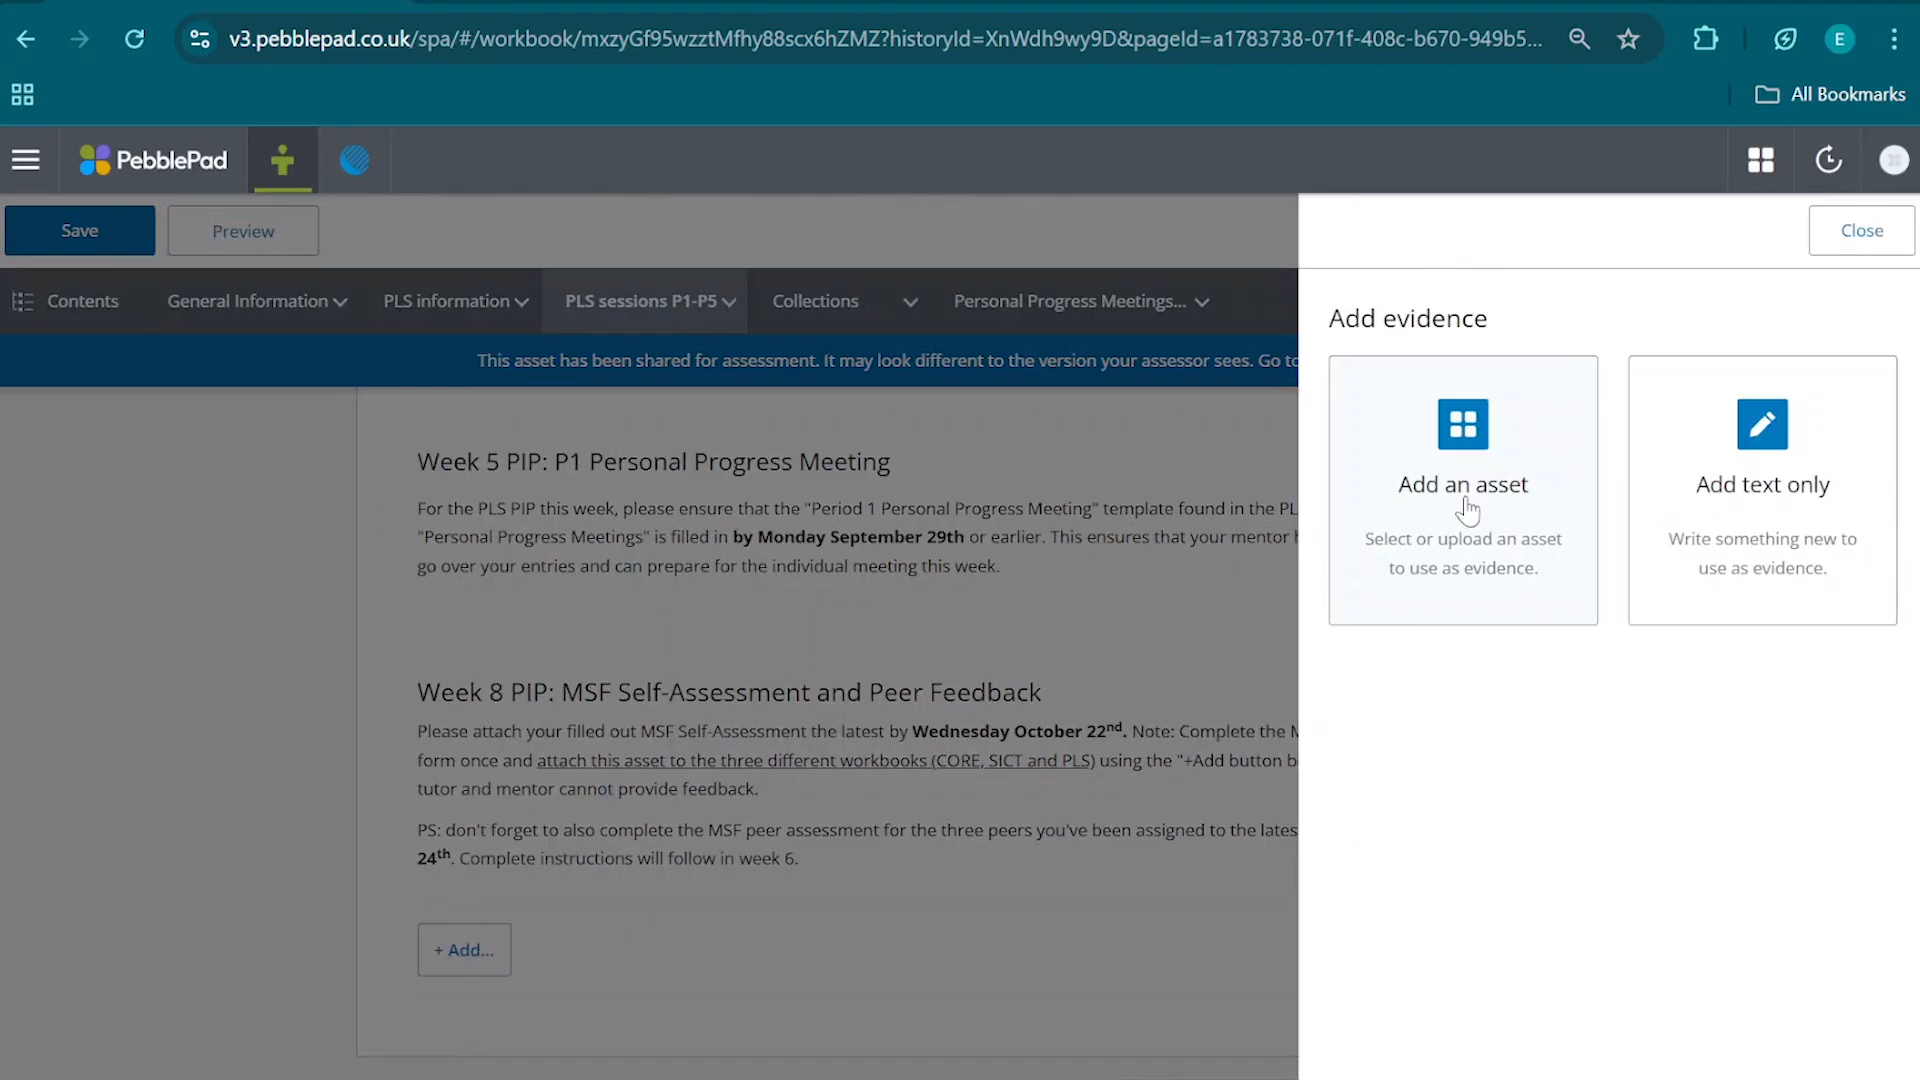 v3.pebblepad.co.uk/spa/#/workbook/mxzyGf95wzztMfhy88scx6hZMZ?historyId=XnWdh9wy9D&pageId=a1783738-071f-408c-b670-949b5...
E
All Bookmarks
PebblePad
Save
Preview
Close
Contents
General Information
PLS information
PLS sessions P1-P5
Collections
Personal Progress Meetings...
This asset has been shared for assessment. It may look different to the version your assessor sees. Go to
Add evidence
Add an asset
Select or upload an asset
to use as evidence.
Add text only
Write something new to
use as evidence.
Week 5 PIP: P1 Personal Progress Meeting
For the PLS PIP this week, please ensure that the "Period 1 Personal Progress Meeting" template found in the PL
"Personal Progress Meetings" is filled in by Monday September 29th or earlier. This ensures that your mentor h
go over your entries and can prepare for the individual meeting this week.
Week 8 PIP: MSF Self-Assessment and Peer Feedback
Please attach your filled out MSF Self-Assessment the latest by Wednesday October 22nd. Note: Complete the M
form once and attach this asset to the three different workbooks (CORE, SICT and PLS) using the "+Add button b
tutor and mentor cannot provide feedback.
PS: don't forget to also complete the MSF peer assessment for the three peers you've been assigned to the lates
24th. Complete instructions will follow in week 6.
+ Add...